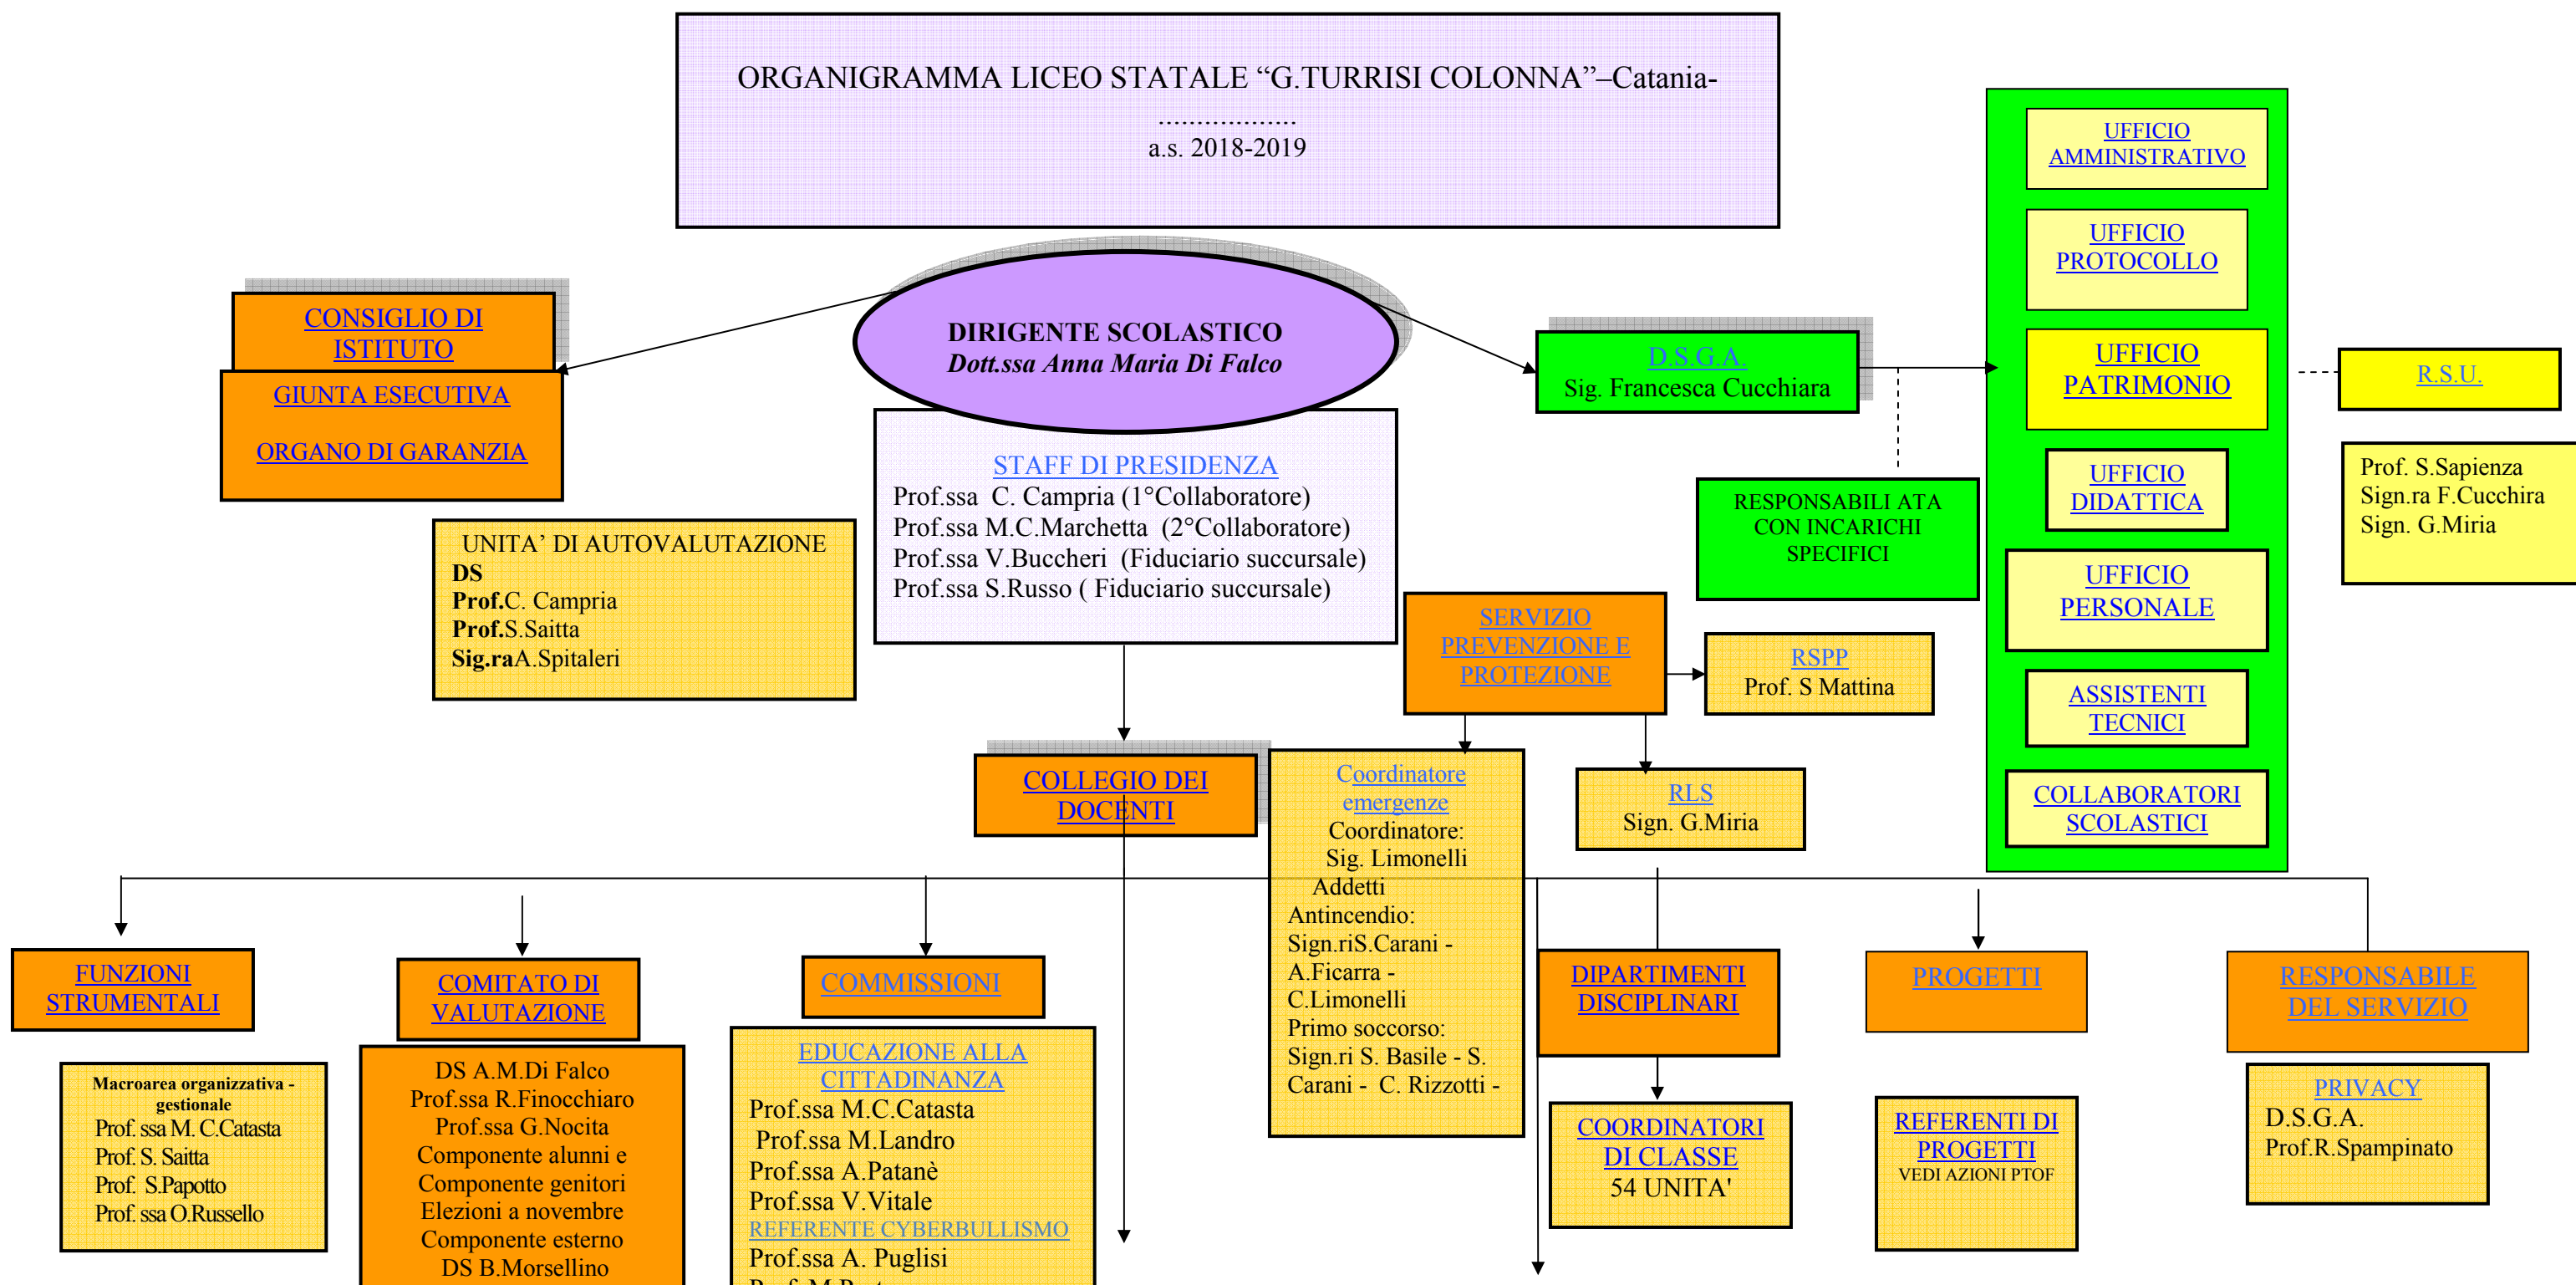 ORGANIGRAMMA LICEO STATALE “G.TURRISI COLONNA”–Catania-
..................
a.s. 2018-2019
CONSIGLIO DI
ISTITUTO
GIUNTA ESECUTIVA
ORGANO DI GARANZIA
DIRIGENTE SCOLASTICO
Dott.ssa Anna Maria Di Falco
STAFF DI PRESIDENZA
Prof.ssa C. Campria (1°Collaboratore)
Prof.ssa M.C.Marchetta (2°Collaboratore)
Prof.ssa V.Buccheri (Fiduciario succursale)
Prof.ssa S.Russo ( Fiduciario succursale)
UNITA’ DI AUTOVALUTAZIONE
DS
Prof.C. Campria
Prof.S.Saitta
Sig.raA.Spitaleri
D.S.G.A.
Sig. Francesca Cucchiara
RESPONSABILI ATA
CON INCARICHI
SPECIFICI
UFFICIO
AMMINISTRATIVO
UFFICIO
PROTOCOLLO
UFFICIO
PATRIMONIO
UFFICIO
DIDATTICA
UFFICIO
PERSONALE
ASSISTENTI
TECNICI
COLLABORATORI
SCOLASTICI
R.S.U.
Prof. S.Sapienza
Sign.ra F.Cucchira
Sign. G.Miria
SERVIZIO
PREVENZIONE E
PROTEZIONE
RSPP
Prof. S Mattina
RLS
Sign. G.Miria
Coordinatore
emergenze
Coordinatore:
Sig. Limonelli
Addetti
Antincendio:
Sign.riS.Carani -
A.Ficarra -
C.Limonelli
Primo soccorso:
Sign.ri S. Basile - S.
Carani - C. Rizzotti -
COLLEGIO DEI
DOCENTI
FUNZIONI
STRUMENTALI
Macroarea organizzativa -
gestionale
Prof. ssa M. C.Catasta
Prof. S. Saitta
Prof. S.Papotto
Prof. ssa O.Russello
COMITATO DI
VALUTAZIONE
DS A.M.Di Falco
Prof.ssa R.Finocchiaro
Prof.ssa G.Nocita
Componente alunni e
Componente genitori
Elezioni a novembre
Componente esterno
DS B.Morsellino
COMMISSIONI
EDUCAZIONE ALLA
CITTADINANZA
Prof.ssa M.C.Catasta
Prof.ssa M.Landro
Prof.ssa A.Patanè
Prof.ssa V.Vitale
REFERENTE CYBERBULLISMO
Prof.ssa A. Puglisi
DIPARTIMENTI
DISCIPLINARI
COORDINATORI
DI CLASSE
54 UNITA'
PROGETTI
REFERENTI DI
PROGETTI
VEDI AZIONI PTOF
RESPONSABILE
DEL SERVIZIO
PRIVACY
D.S.G.A.
Prof.R.Spampinato